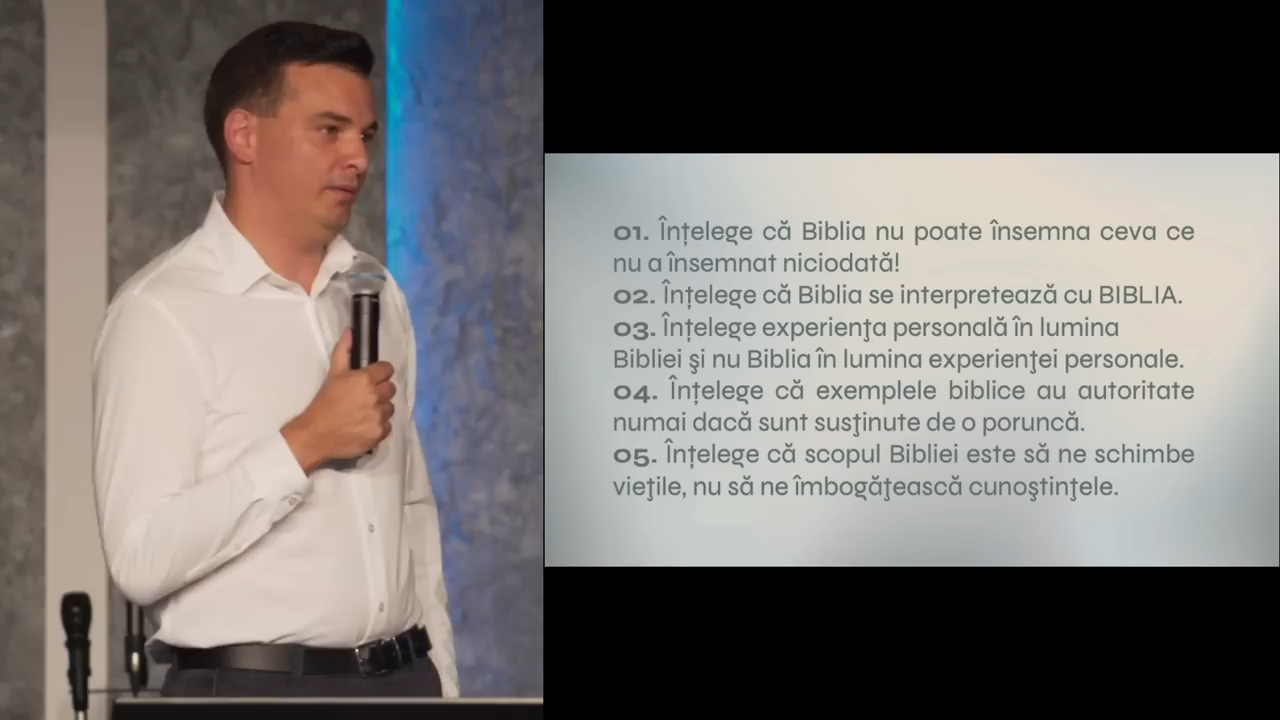 01. Înțelege că Biblia nu poate însemna ceva ce
nu a însemnat niciodată!
02. Înțelege că Biblia se interpretează cu BIBLIA.
03. Înțelege experienţa personală în lumina
Bibliei şi nu Biblia în lumina experienţei personale.
04. Înțelege că exemplele biblice au autoritate
numai dacă sunt susţinute de o poruncă.
05. Înțelege că scopul Bibliei este să ne schimbe
vieţile, nu să ne îmbogăţească cunoştinţele.